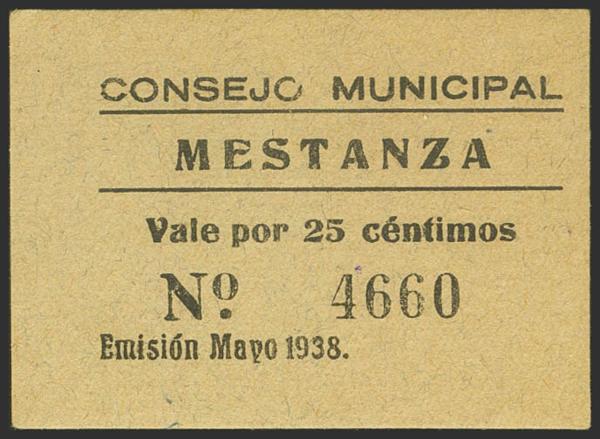 CONSEJO MUNICIPAL
MESTANZA
Vale por 25 céntimos
Nº. 4660
Emisión Mayo 1938.